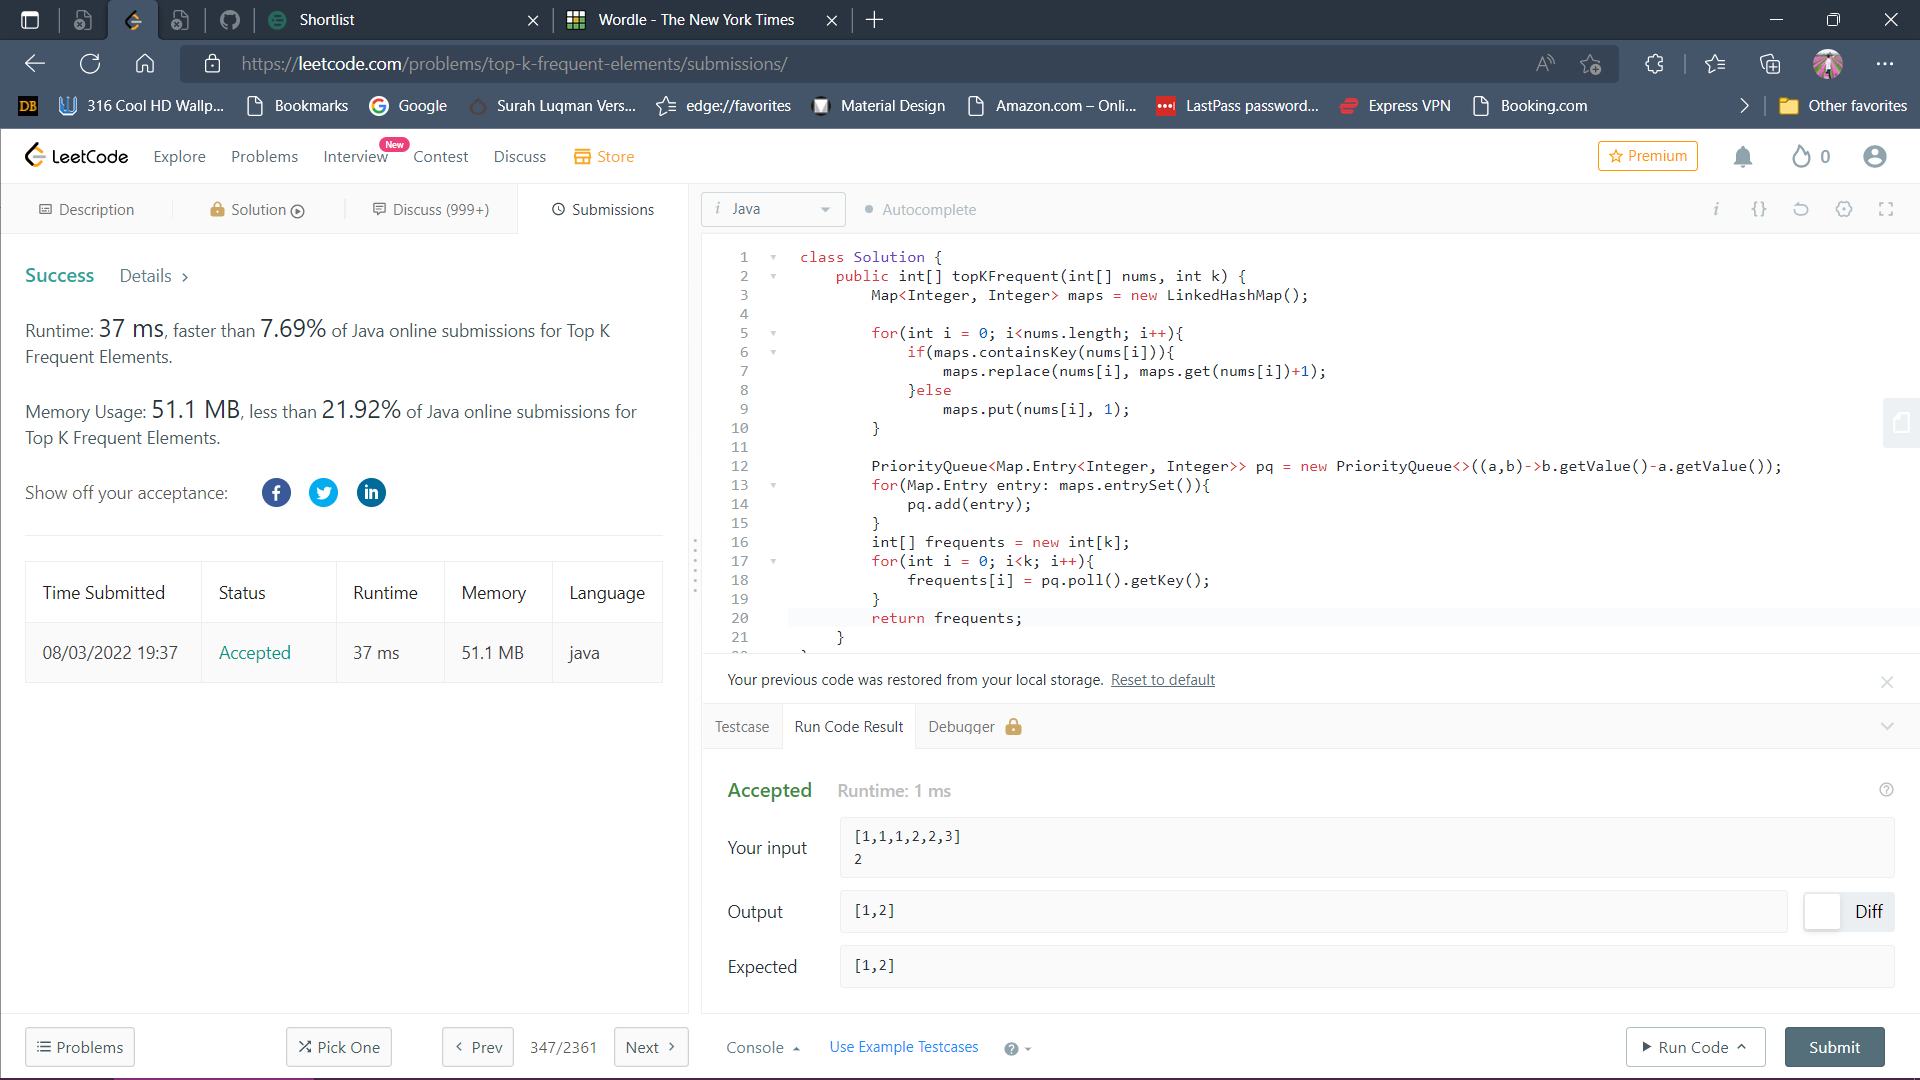 Shortlist
Wordle - The New York Times
https://leetcode.com/problems/top-k-frequent-elements/submissions/
DB
316 Cool HD Wallp...
Bookmarks
Google
Surah Luqman Vers...
edge://favorites
Material Design
Amazon.com – Onli...
LastPass password...
Express VPN
Booking.com
Other favorites
LeetCode
Explore
Problems
Interview
New
Contest
Discuss
Store
Premium
0
Description
Solution
Discuss (999+)
Submissions
i Java
Autocomplete
i
{}
Success
Details >
Runtime: 37 ms, faster than 7.69% of Java online submissions for Top K
Frequent Elements.
Memory Usage: 51.1 MB, less than 21.92% of Java online submissions for
Top K Frequent Elements.
Show off your acceptance:
f
in
Time Submitted Status Runtime Memory Language
08/03/2022 19:37 Accepted 37 ms 51.1 MB java
1 class Solution {
2 public int[] topKFrequent(int[] nums, int k) {
3 Map<Integer, Integer> maps = new LinkedHashMap();
4
5 for(int i = 0; i<nums.length; i++){
6 if(maps.containsKey(nums[i])){
7 maps.replace(nums[i], maps.get(nums[i])+1);
8 }else
9 maps.put(nums[i], 1);
10 }
11
12 PriorityQueue<Map.Entry<Integer, Integer>> pq = new PriorityQueue<>((a,b)->b.getValue()-a.getValue());
13 for(Map.Entry entry: maps.entrySet()){
14 pq.add(entry);
15 }
16 int[] frequents = new int[k];
17 for(int i = 0; i<k; i++){
18 frequents[i] = pq.poll().getKey();
19 }
20 return frequents;
21 }
Your previous code was restored from your local storage. Reset to default
Testcase
Run Code Result
Debugger
Accepted
Runtime: 1 ms
Your input
[1,1,1,2,2,3]
2
Output
[1,2]
Diff
Expected
[1,2]
Problems
Pick One
Prev
347/2361
Next
Console
Use Example Testcases
Run Code
Submit